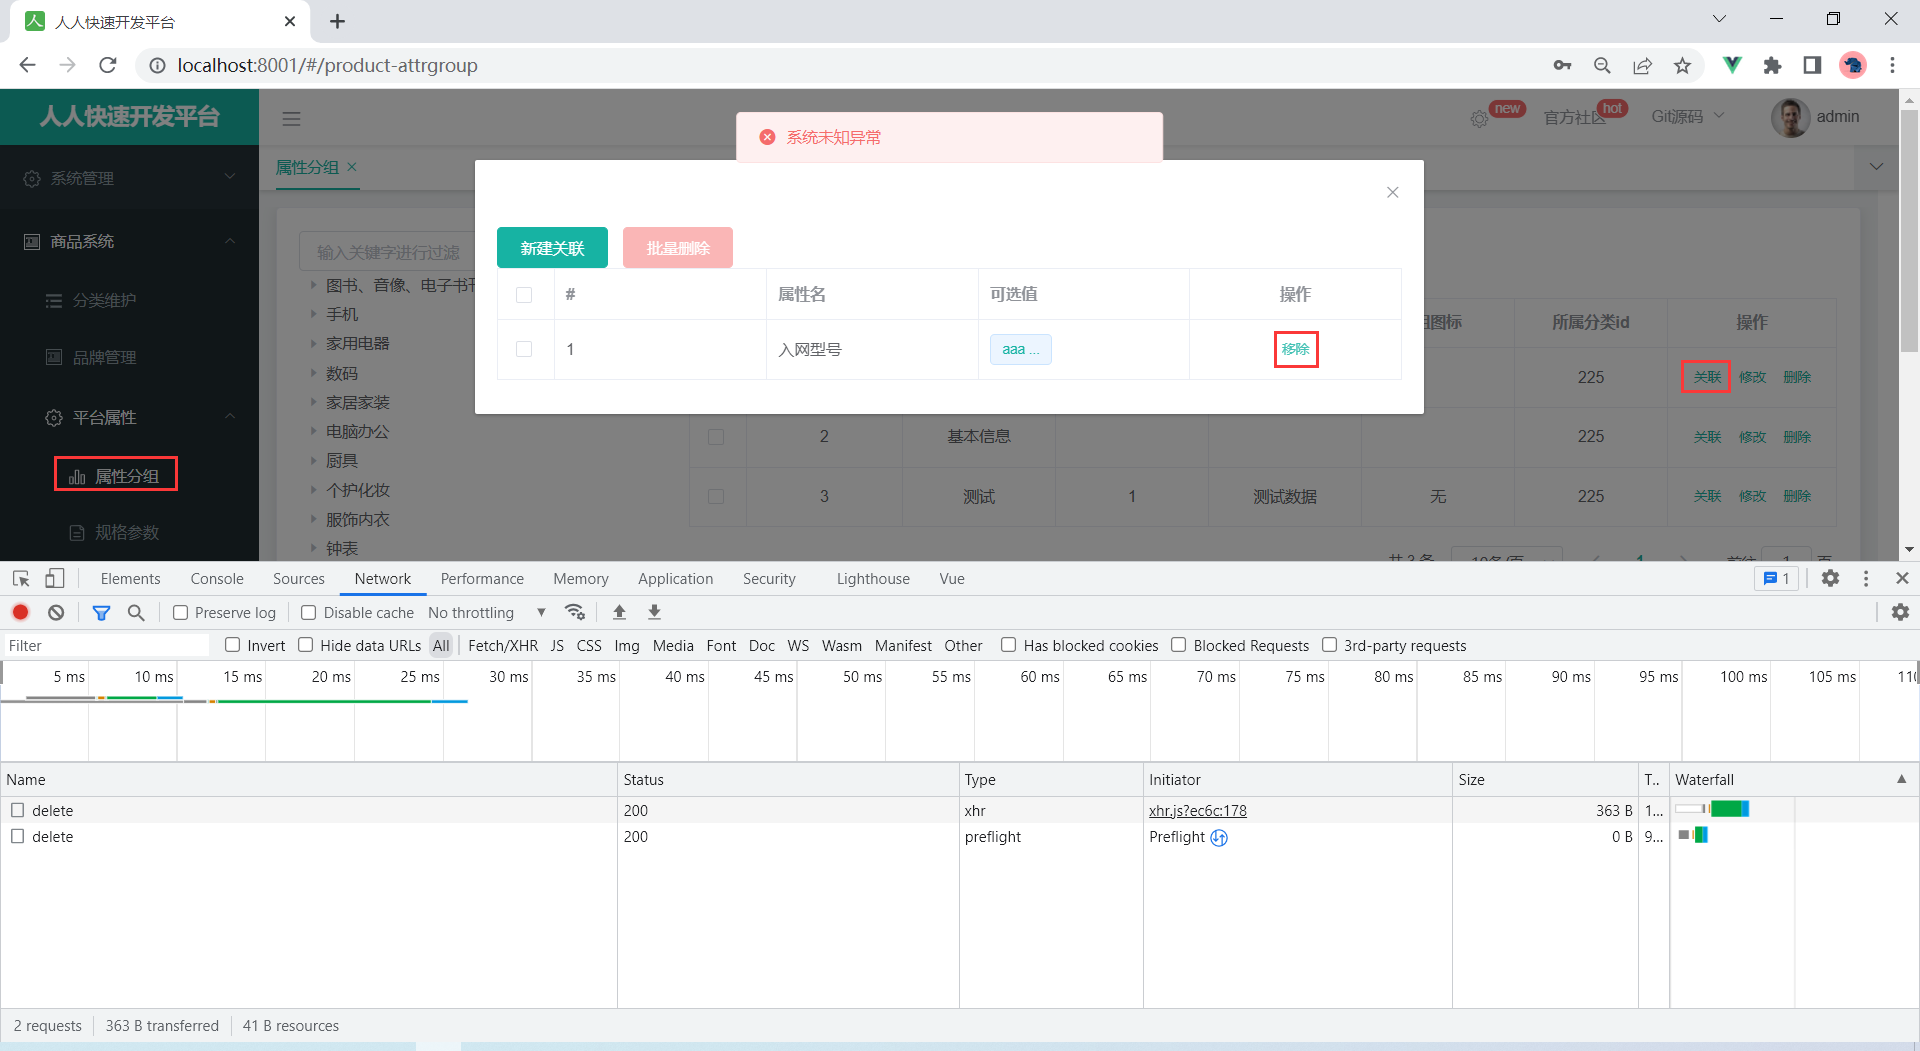 人人快速开发平台
localhost:8001/#/product-attrgroup
人人快速开发平台
new
官方社区
hot
Git源码
admin
系统未知异常
系统管理
商品系统
分类维护
品牌管理
平台属性
属性分组
规格参数
属性分组
输入关键字进行过滤
图书、音像、电子书刊
手机
家用电器
数码
家居家装
电脑办公
厨具
个护化妆
服饰内衣
钟表
新建关联 批量删除
# 属性名 可选值 操作
1 入网型号 aaa ... 移除
组图标 所属分类id 操作
225 关联 修改 删除
2 基本信息 225 关联 修改 删除
3 测试 1 测试数据 无 225 关联 修改 删除
共 3 条 10条/页 1 前往 1 页
Elements Console Sources Network Performance Memory Application Security Lighthouse Vue 1
Preserve log Disable cache No throttling
Filter Invert Hide data URLs All Fetch/XHR JS CSS Img Media Font Doc WS Wasm Manifest Other Has blocked cookies Blocked Requests 3rd-party requests
5 ms 10 ms 15 ms 20 ms 25 ms 30 ms 35 ms 40 ms 45 ms 50 ms 55 ms 60 ms 65 ms 70 ms 75 ms 80 ms 85 ms 90 ms 95 ms 100 ms 105 ms
Name Status Type Initiator Size T.. Waterfall
delete 200 xhr xhr.js?ec6c:178 363 B 1...
delete 200 preflight Preflight 0 B 9...
2 requests 363 B transferred 41 B resources